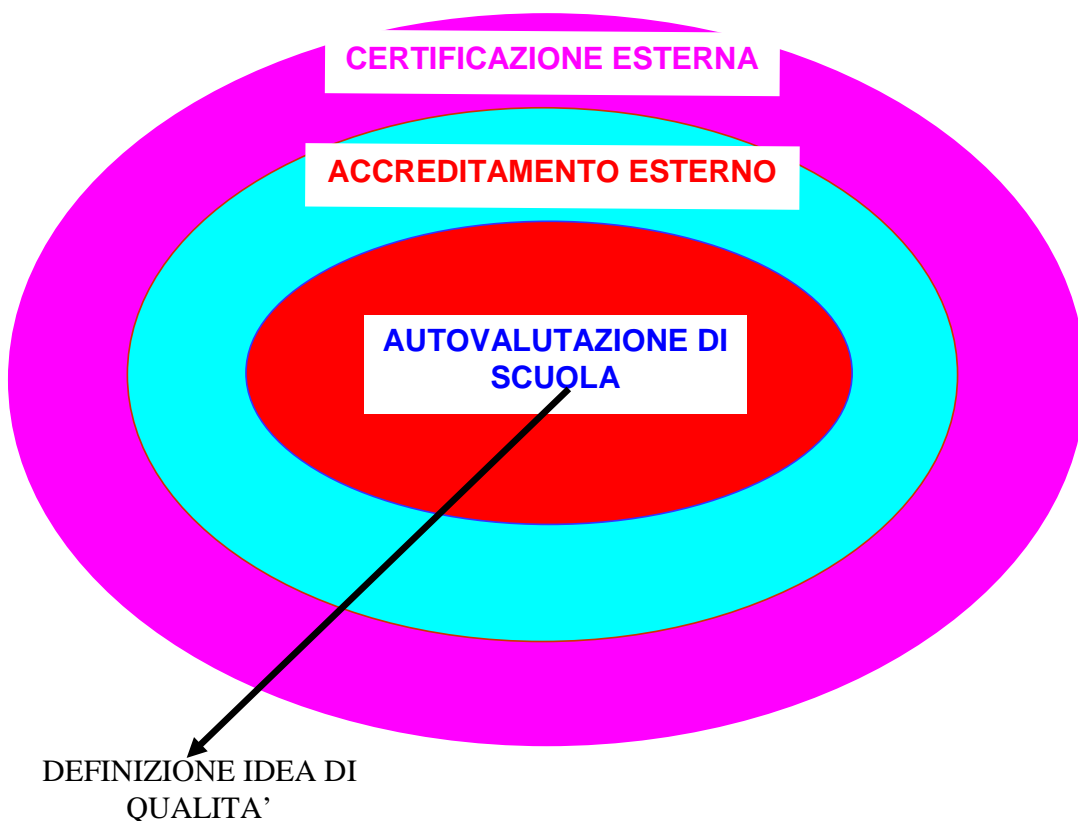 CERTIFICAZIONE ESTERNA
ACCREDITAMENTO ESTERNO
AUTOVALUTAZIONE DI
SCUOLA
DEFINIZIONE IDEA DI
QUALITA’